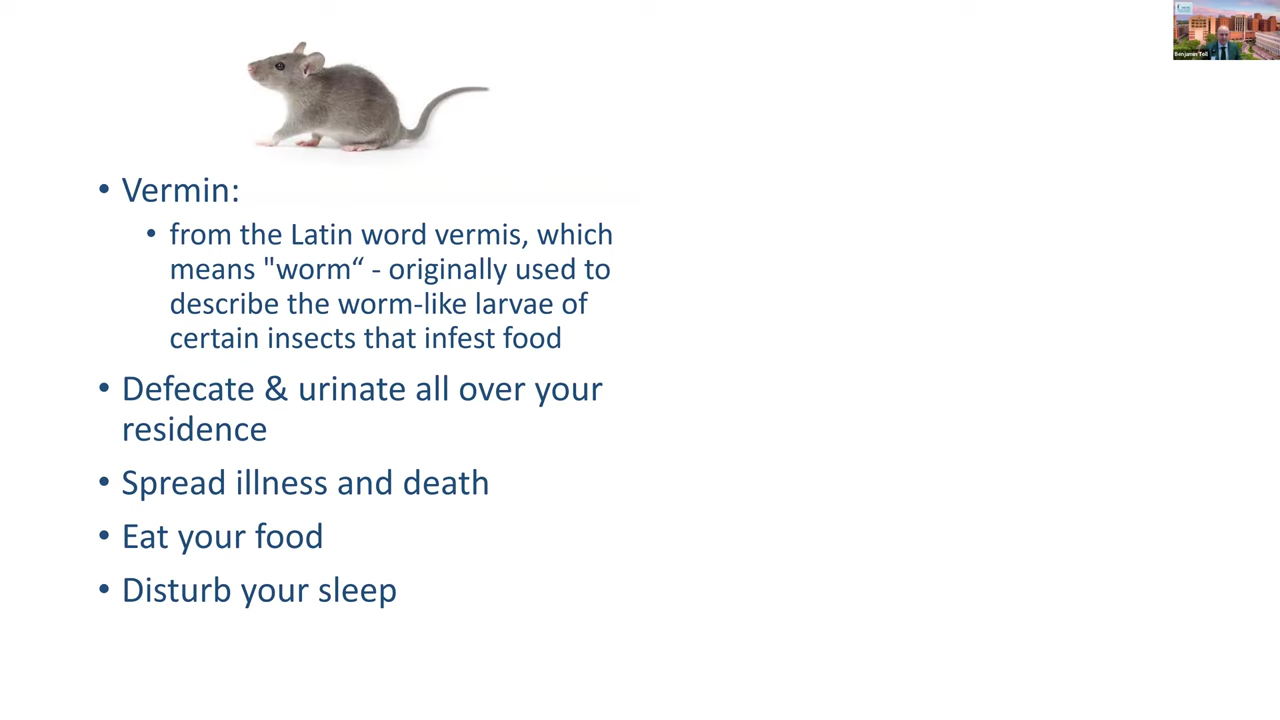 Benjamin Toll
• Vermin:
• from the Latin word vermis, which
means "worm“ - originally used to
describe the worm-like larvae of
certain insects that infest food
• Defecate & urinate all over your
residence
• Spread illness and death
• Eat your food
• Disturb your sleep